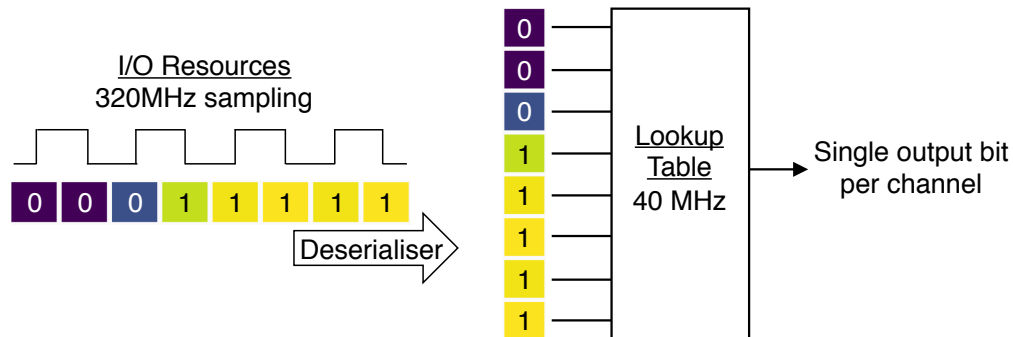 I/O Resources
320MHz sampling
0 0 0 1 1 1 1 1
Deserialiser
0
0
0
1
1
1
1
1
Lookup
Table
40 MHz
Single output bit
per channel